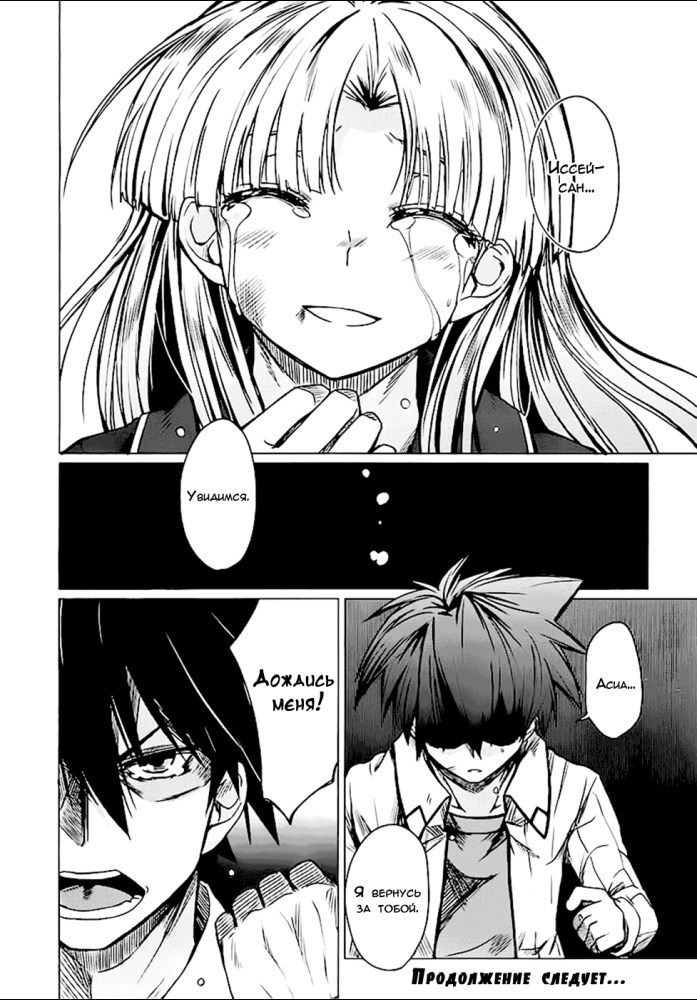 Иссей-
сан...
Увидимся.
Асиа...
Я вернусь
за тобой.
Дождись
меня!
Продолжение следует...